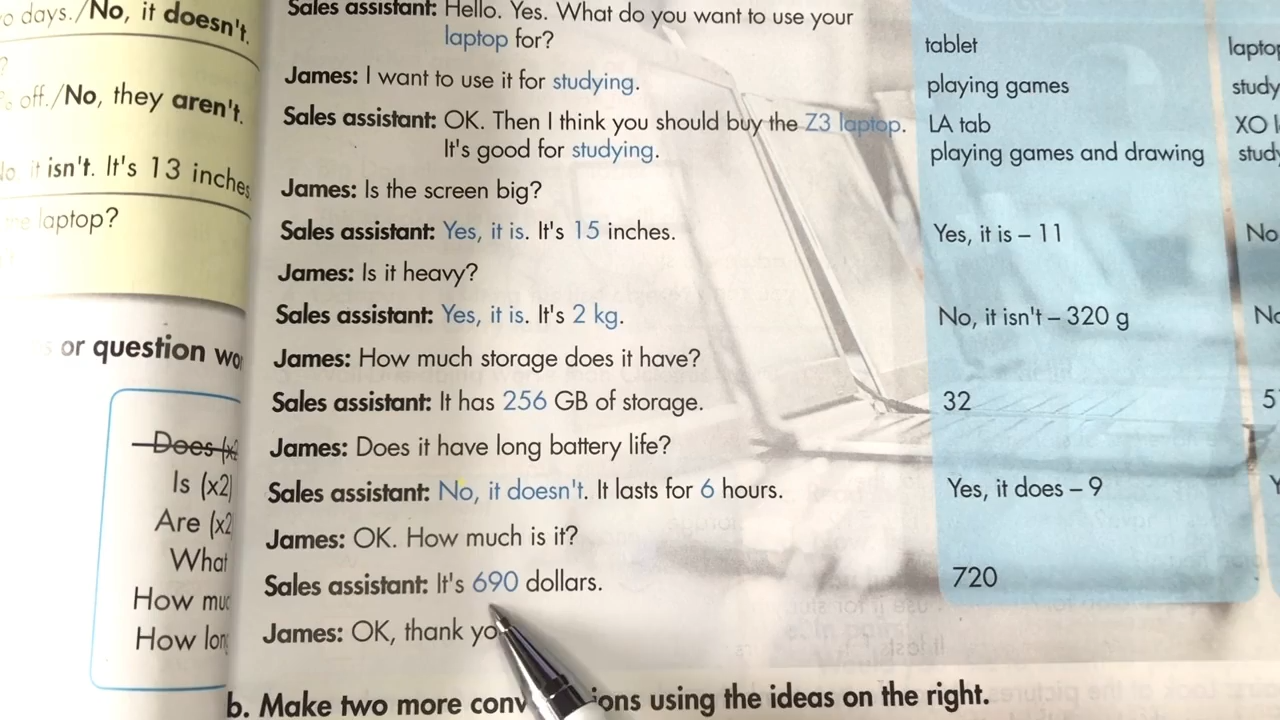 o days./No, it doesn't.
?
% off./No, they aren't.
it isn't. It's 13 inches
laptop?
or question wo
Does (x2
Is (x2)
Are (x2
What
How muc
How lon
Sales assistant: Hello. Yes. What do you want to use your
laptop for?
James: I want to use it for studying.
Sales assistant: OK. Then I think you should buy the Z3 laptop.
It's good for studying.
James: Is the screen big?
Sales assistant: Yes, it is. It's 15 inches.
James: Is it heavy?
Sales assistant: Yes, it is. It's 2 kg.
James: How much storage does it have?
Sales assistant: It has 256 GB of storage.
James: Does it have long battery life?
Sales assistant: No, it doesn't. It lasts for 6 hours.
James: OK. How much is it?
Sales assistant: It's 690 dollars.
James: OK, thank yo
b. Make two more conv ions using the ideas on the right.
tablet
playing games
LA tab
playing games and drawing
Yes, it is – 11
No, it isn't – 320 g
32
Yes, it does – 9
720
laptop
study
XO l
study
No
No
5
Y